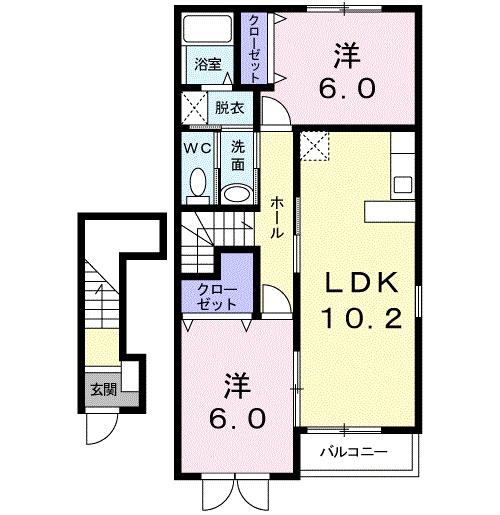 浴室
クローゼット
洋
6.0
脱衣
WC
洗面
ホール
LDK
10.2
クロー
ゼット
玄関
洋
6.0
バルコニー